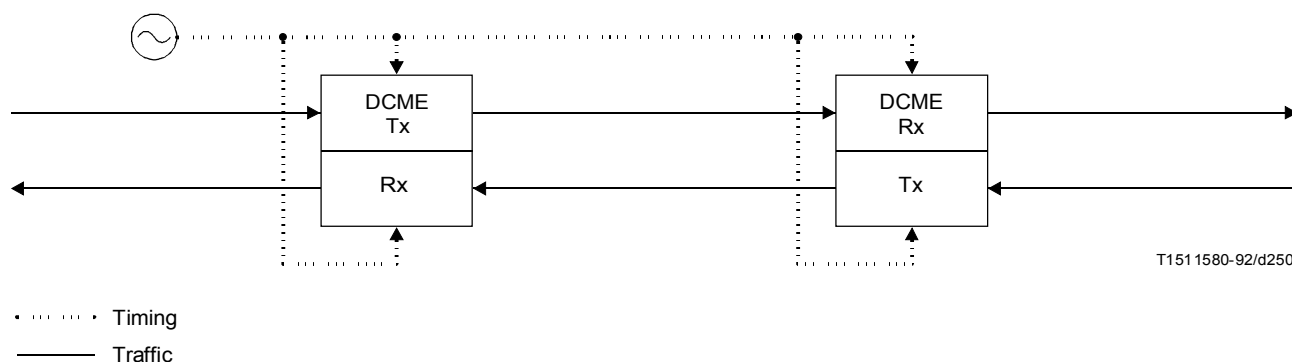 DCME
Tx
DCME
Rx
Rx
Tx
T1511580-92/d250
Timing
Traffic